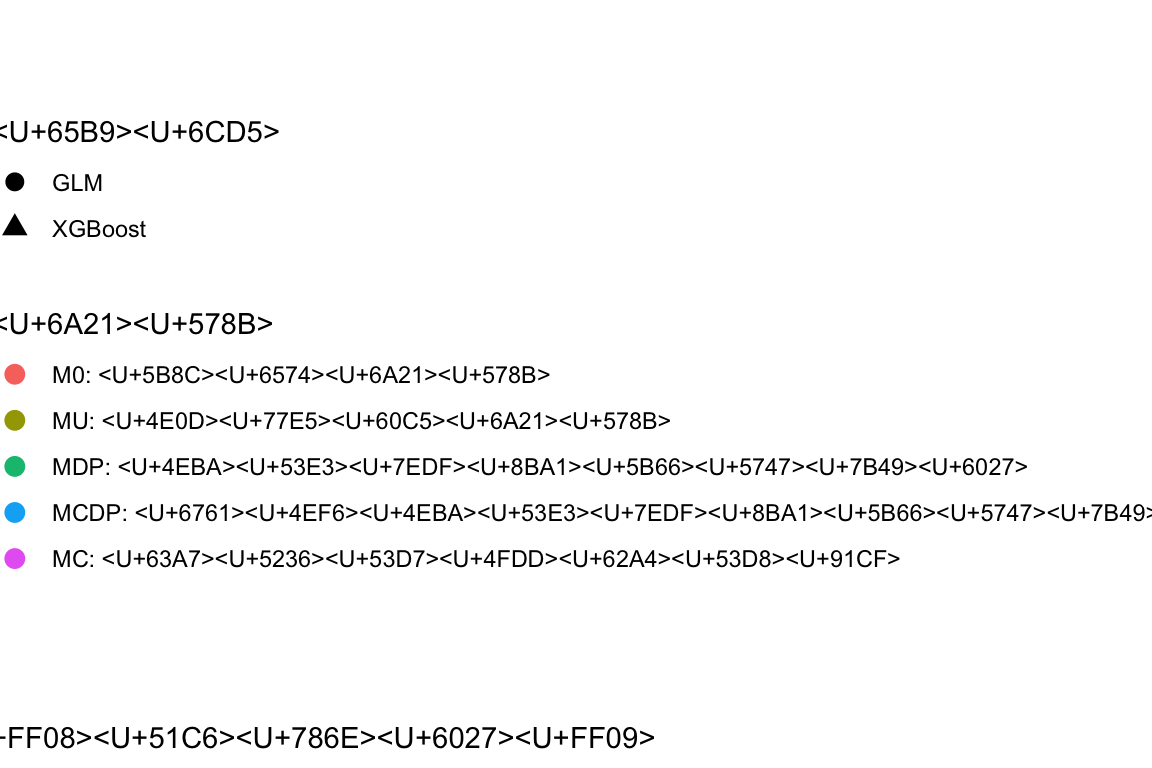 <U+65B9><U+6CD5>
GLM
XGBoost
<U+6A21><U+578B>
M0: <U+5B8C><U+6574><U+6A21><U+578B>
MU: <U+4E0D><U+77E5><U+60C5><U+6A21><U+578B>
MDP: <U+4EBA><U+53E3><U+7EDF><U+8BA1><U+5B66><U+5747><U+7B49><U+6027>
MCDP: <U+6761><U+4EF6><U+4EBA><U+53E3><U+7EDF><U+8BA1><U+5B66><U+5747><U+7B49>
MC: <U+63A7><U+5236><U+53D7><U+4FDD><U+62A4><U+53D8><U+91CF>
+FF08><U+51C6><U+786E><U+6027><U+FF09>